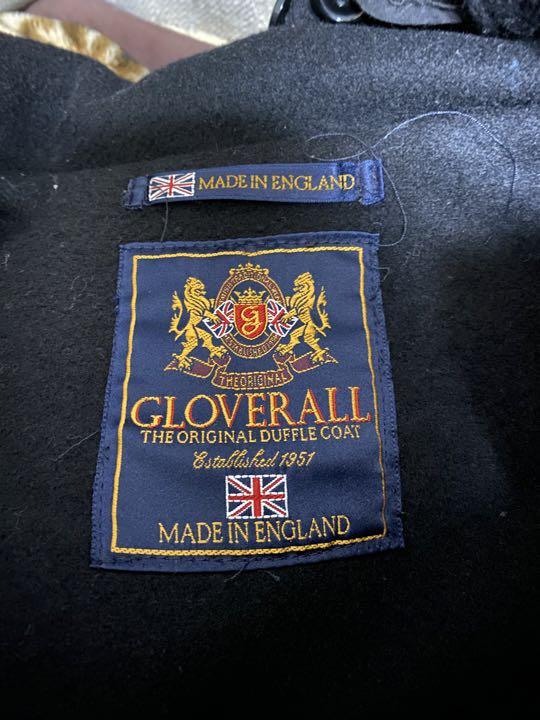 MADE IN ENGLAND
g
THE ORIGINAL
GLOVERALL
THE ORIGINAL DUFFLE COAT
Established 1951
MADE IN ENGLAND